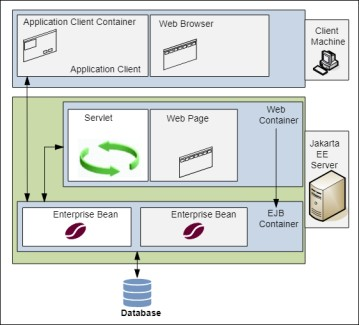 Application Client Container
Application Client
Web Browser
Client
Machine
Servlet
Web Page
Web
Container
Jakarta
EE
Server
Enterprise Bean
Enterprise Bean
EJB
Container
Database